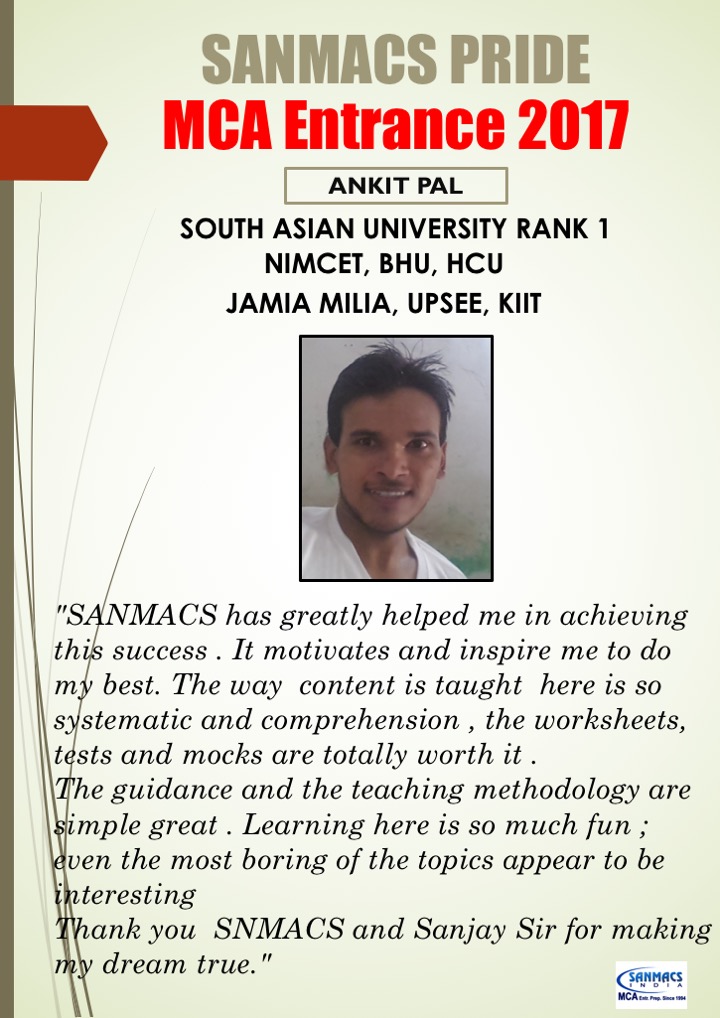 SANMACS PRIDE
MCA Entrance 2017
ANKIT PAL
SOUTH ASIAN UNIVERSITY RANK 1
NIMCET, BHU, HCU
JAMIA MILIA, UPSEE, KIIT
"SANMACS has greatly helped me in achieving
this success . It motivates and inspire me to do
my best. The way content is taught here is so
systematic and comprehension , the worksheets,
tests and mocks are totally worth it .
The guidance and the teaching methodology are
simple great . Learning here is so much fun ;
even the most boring of the topics appear to be
interesting
Thank you SNMACS and Sanjay Sir for making
my dream true."
SANMACS
INDIA
MCA Entr. Prep. Since 1994